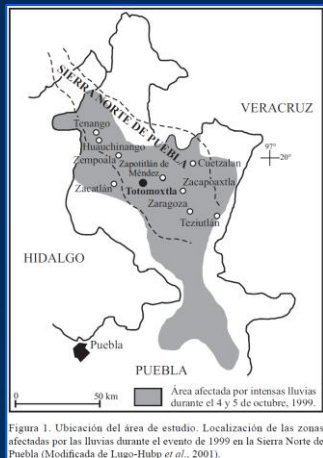 SIERRA NORTE DE PUEBLA
VERACRUZ
Tenango
Huauchinango
Zempoala
Zapotitlán de
Méndez
Cuetzalan
97°
20°
Zacatlán
Totomoxtla
Zacapoaxtla
Zaragoza
Teziutlán
HIDALGO
Puebla
PUEBLA
0
50 km
Área afectada por intensas lluvias
durante el 4 y 5 de octubre, 1999.
Figura 1. Ubicación del área de estudio. Localización de las zonas
afectadas por las lluvias durante el evento de 1999 en la Sierra Norte de
Puebla (Modificada de Lugo-Hubp et al., 2001).